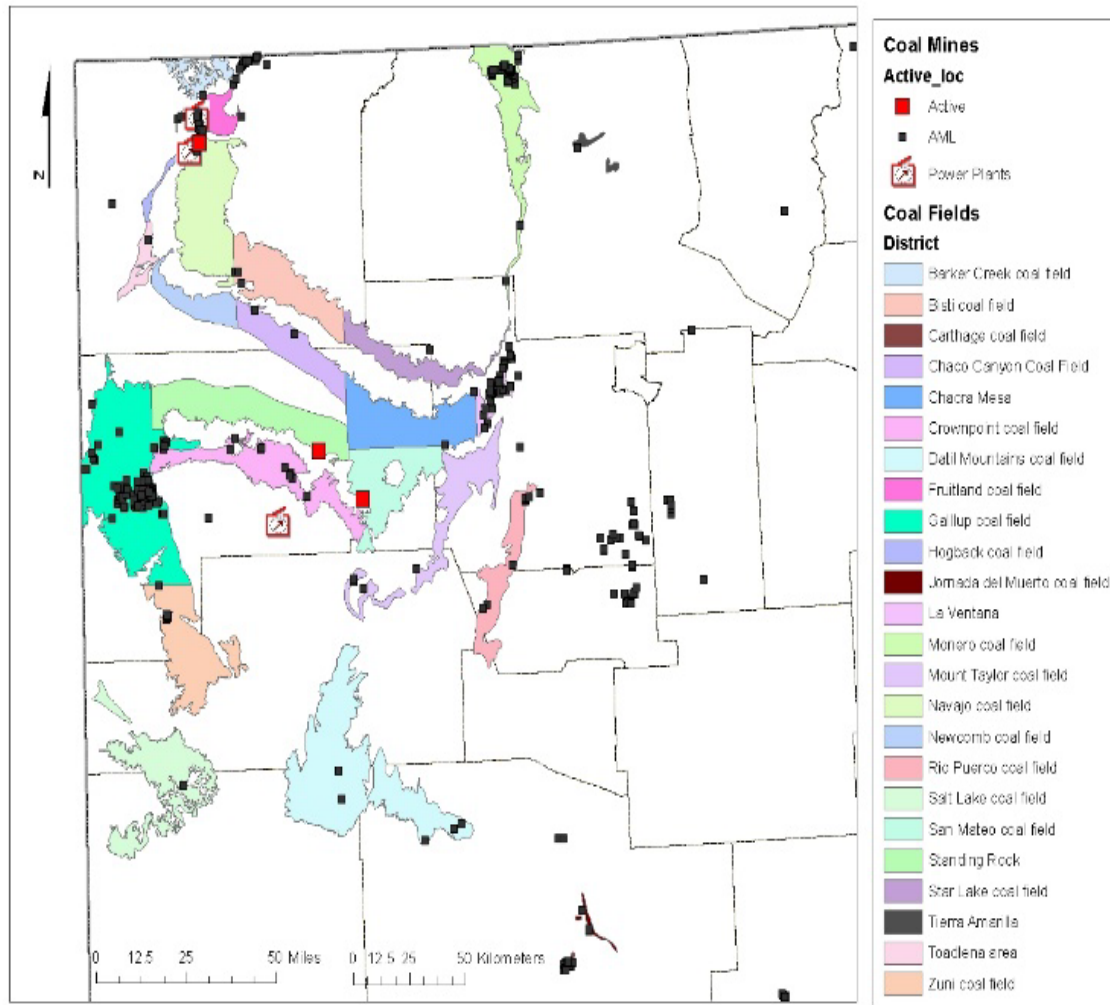 Coal Mines
Active_loc
Active
AML
Power Plants
Coal Fields
District
Barker Creek coal field
Bisti coal field
Carthage coal field
Chaco Canyon Coal Field
Chacra Mesa
Crownpoint coal field
Datil Mountains coal field
Fruitland coal field
Gallup coal field
Hogback coal field
Jornada del Muerto coal field
La Ventana
Monero coal field
Mount Taylor coal field
Navajo coal field
Newcomb coal field
Rio Puerco coal field
Salt Lake coal field
San Mateo coal field
Standing Rock
Star Lake coal field
Tierra Amarilla
Toadlena area
Zuni coal field
N
0 12.5 25 50 Miles
0 12.5 25 50 Kilometers